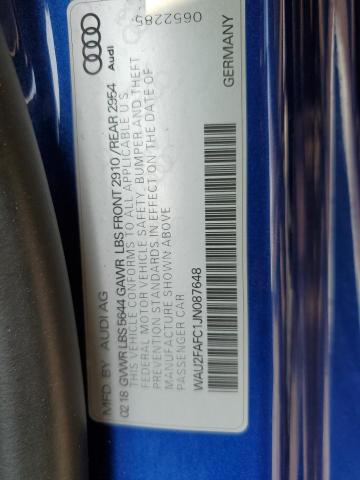 MFD BY AUDI AG
Audi
02 18 GVWR LBS 5644 GAWR LBS FRONT 2910 /REAR 2954
CONFORMS TO ALL APPLICABLE U S
FEDERAL MOTOR VEHICLE SAFETY, BUMPER AND THEFT
PREVENTION STANDARDS IN EFFECT ON THE DATE OF
MANUFACTURE SHOWN ABOVE
PASSENGER CAR
WAU2FAFC1JN087648
0652285
GERMANY